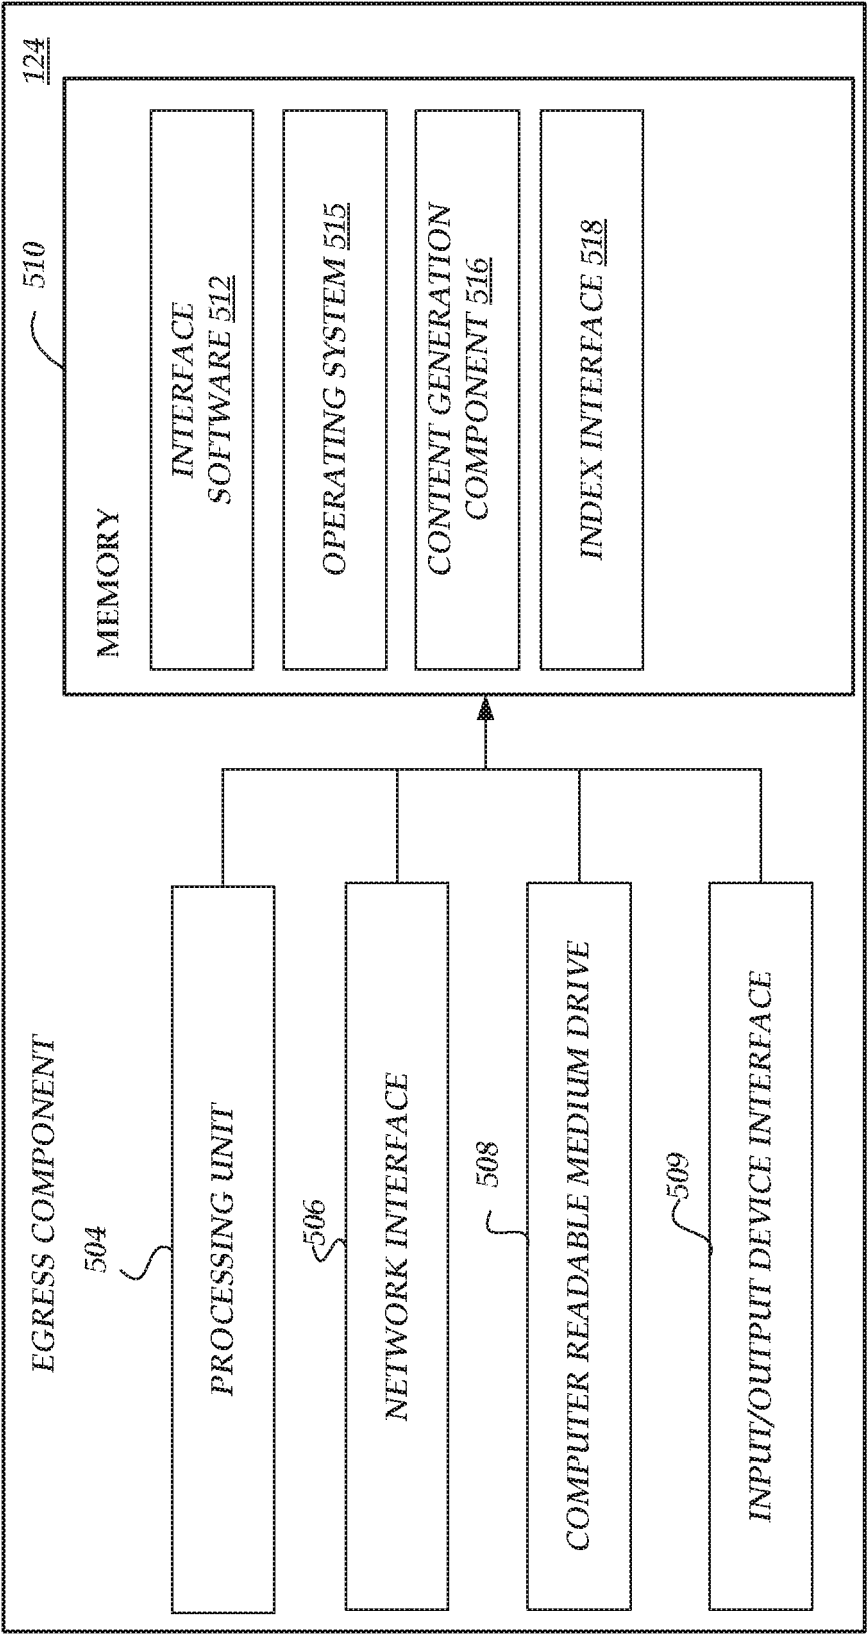 EGRESS COMPONENT
124
504
PROCESSING UNIT
506
NETWORK INTERFACE
508
COMPUTER READABLE MEDIUM DRIVE
509
INPUT/OUTPUT DEVICE INTERFACE
510
MEMORY
INTERFACE
SOFTWARE 512
OPERATING SYSTEM 515
CONTENT GENERATION
COMPONENT 516
INDEX INTERFACE 518